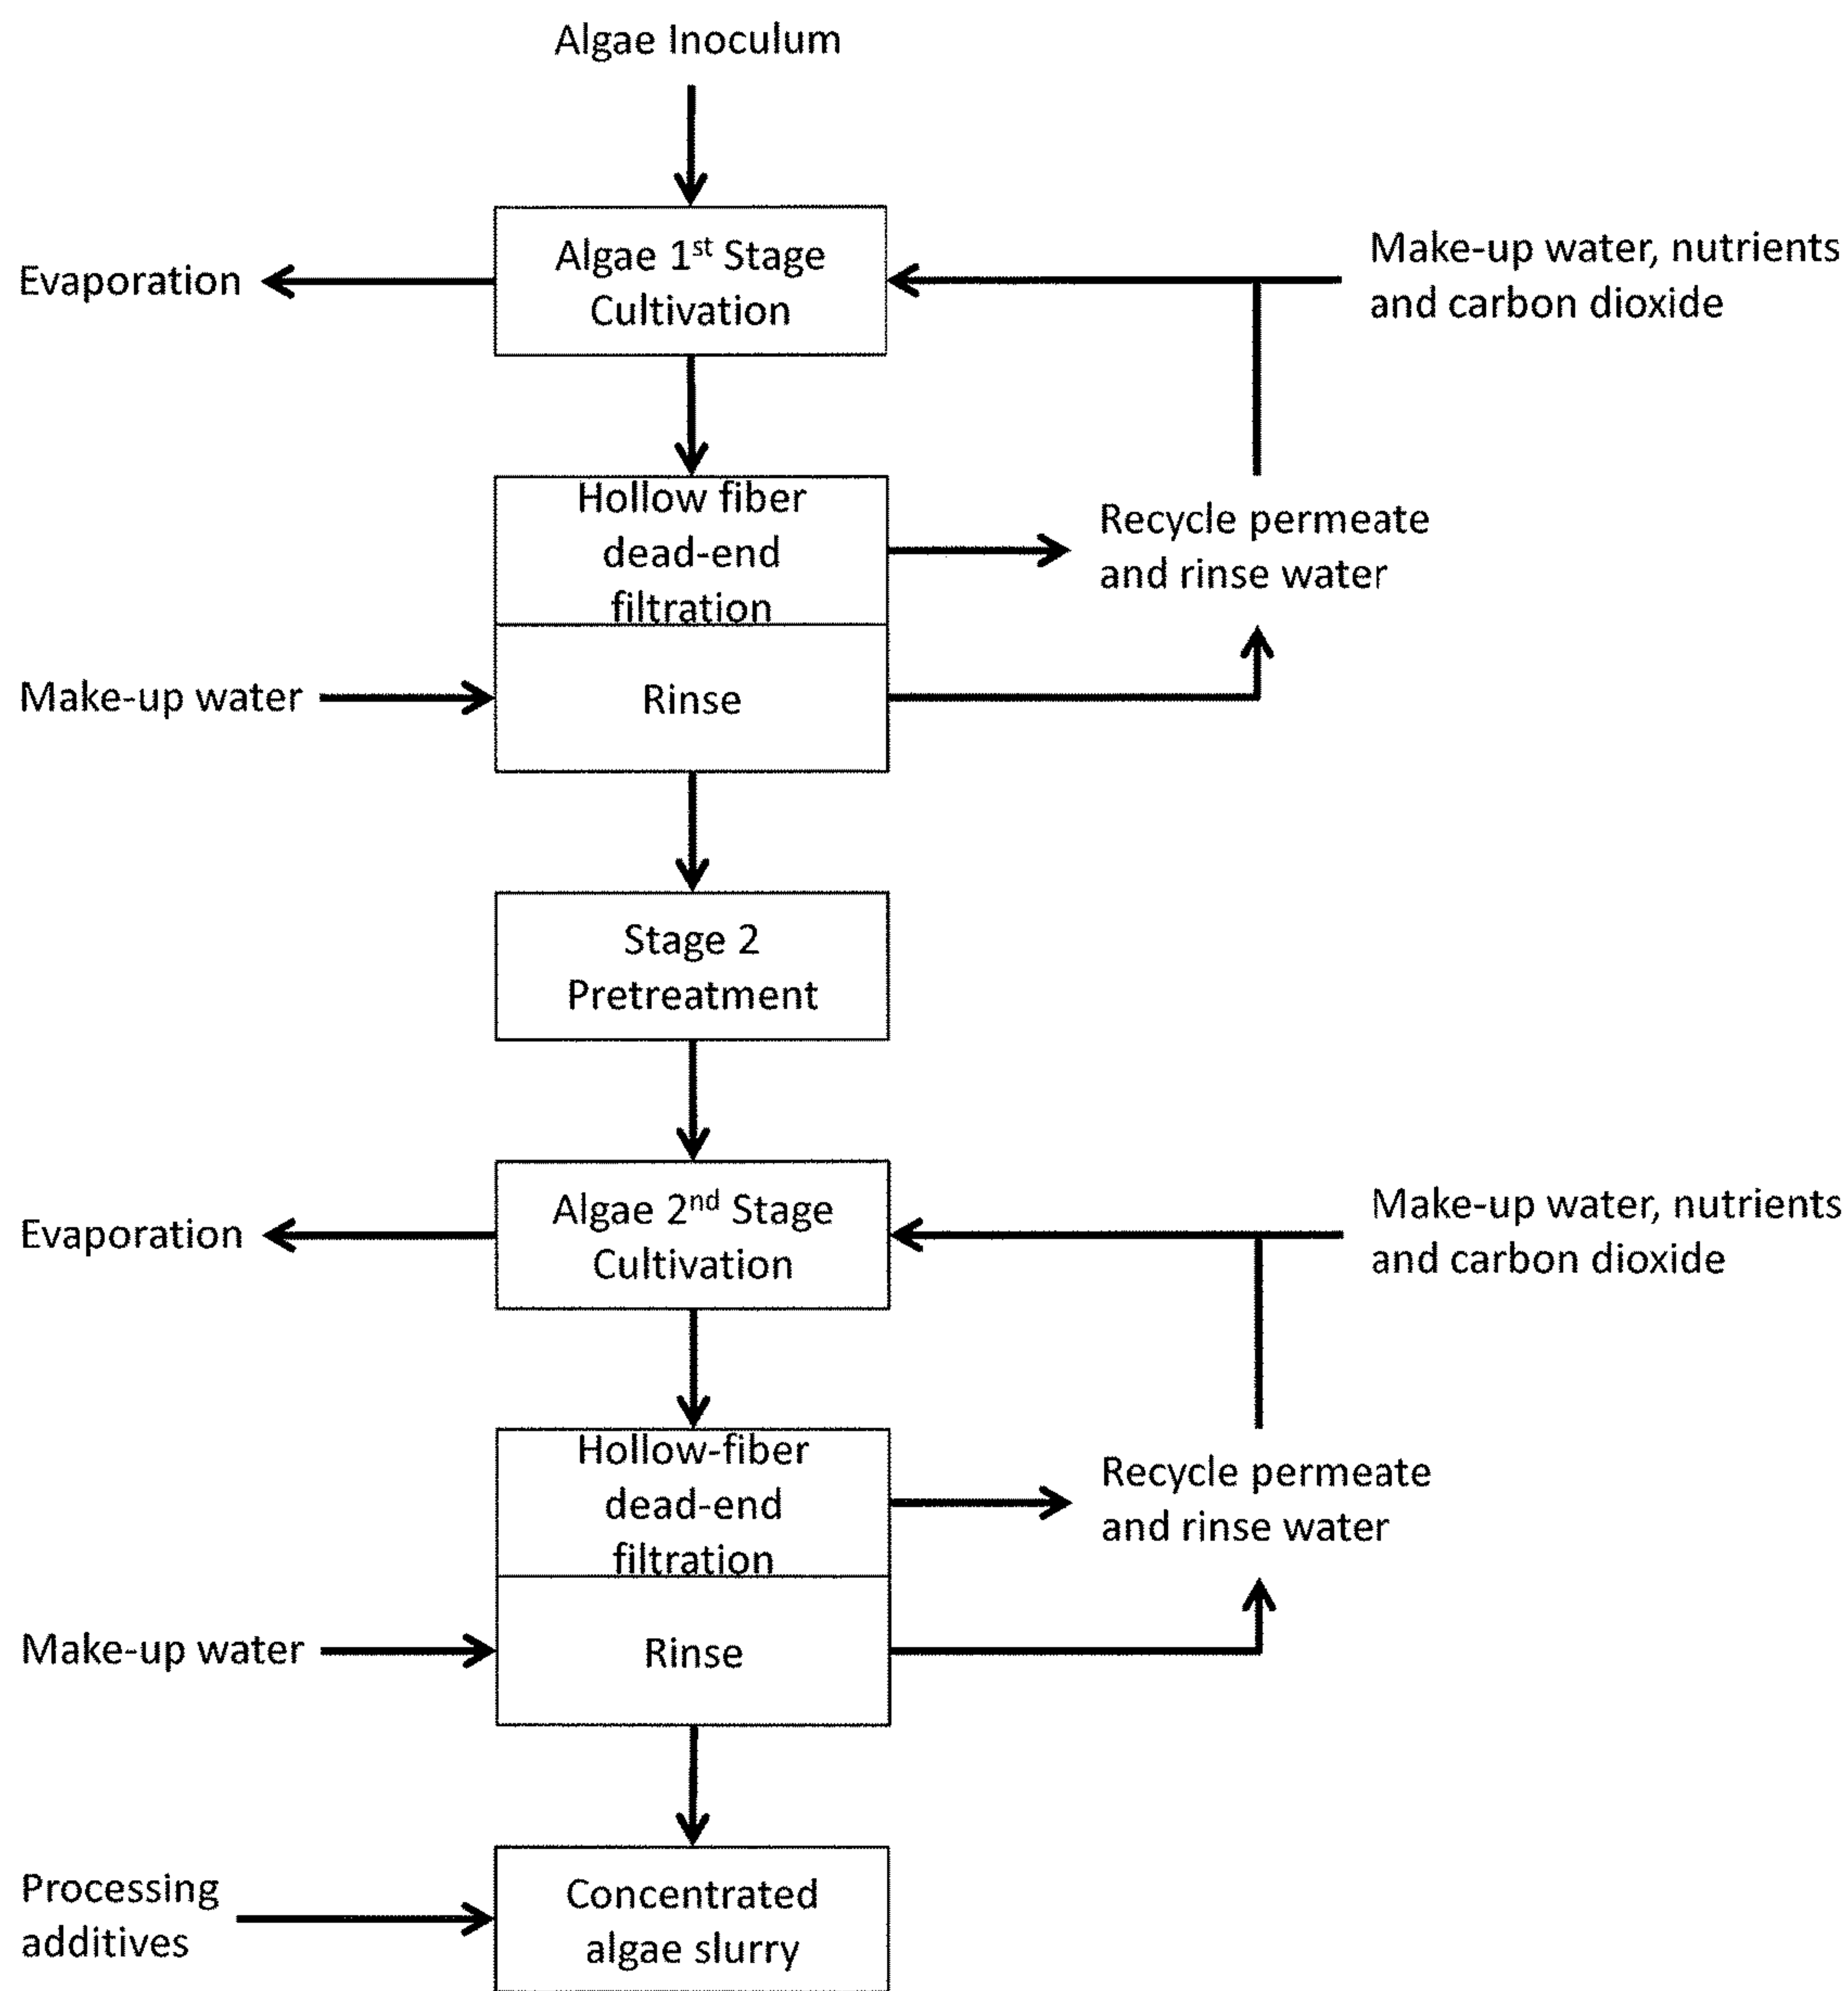 Algae Inoculum
Evaporation
Algae 1st Stage
Cultivation
Make-up water, nutrients
and carbon dioxide
Hollow fiber
dead-end
filtration
Recycle permeate
and rinse water
Make-up water
Rinse
Stage 2
Pretreatment
Evaporation
Algae 2nd Stage
Cultivation
Make-up water, nutrients
and carbon dioxide
Hollow-fiber
dead-end
filtration
Recycle permeate
and rinse water
Make-up water
Rinse
Processing
additives
Concentrated
algae slurry